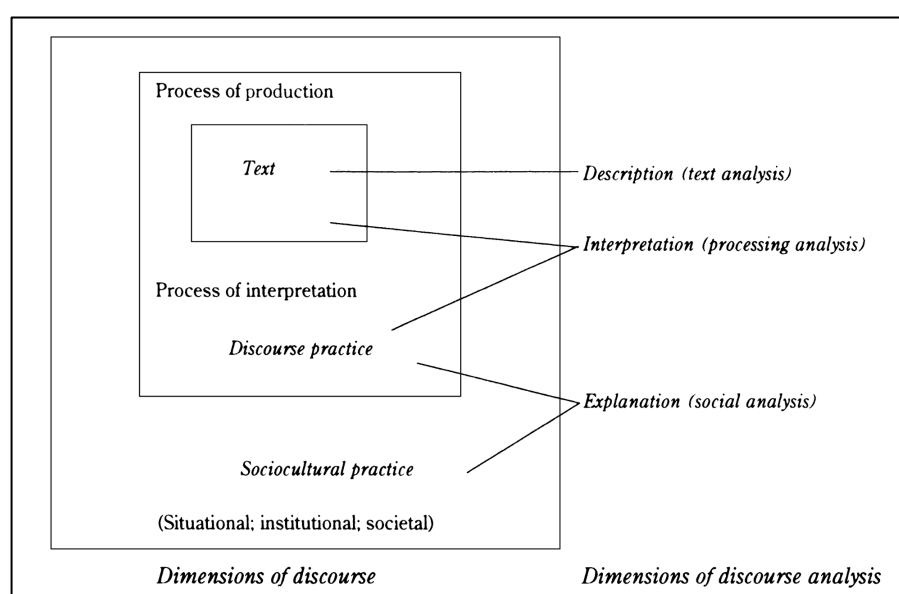 Process of production
Text
Description (text analysis)
Interpretation (processing analysis)
Process of interpretation
Discourse practice
Explanation (social analysis)
Sociocultural practice
(Situational; institutional; societal)
Dimensions of discourse
Dimensions of discourse analysis